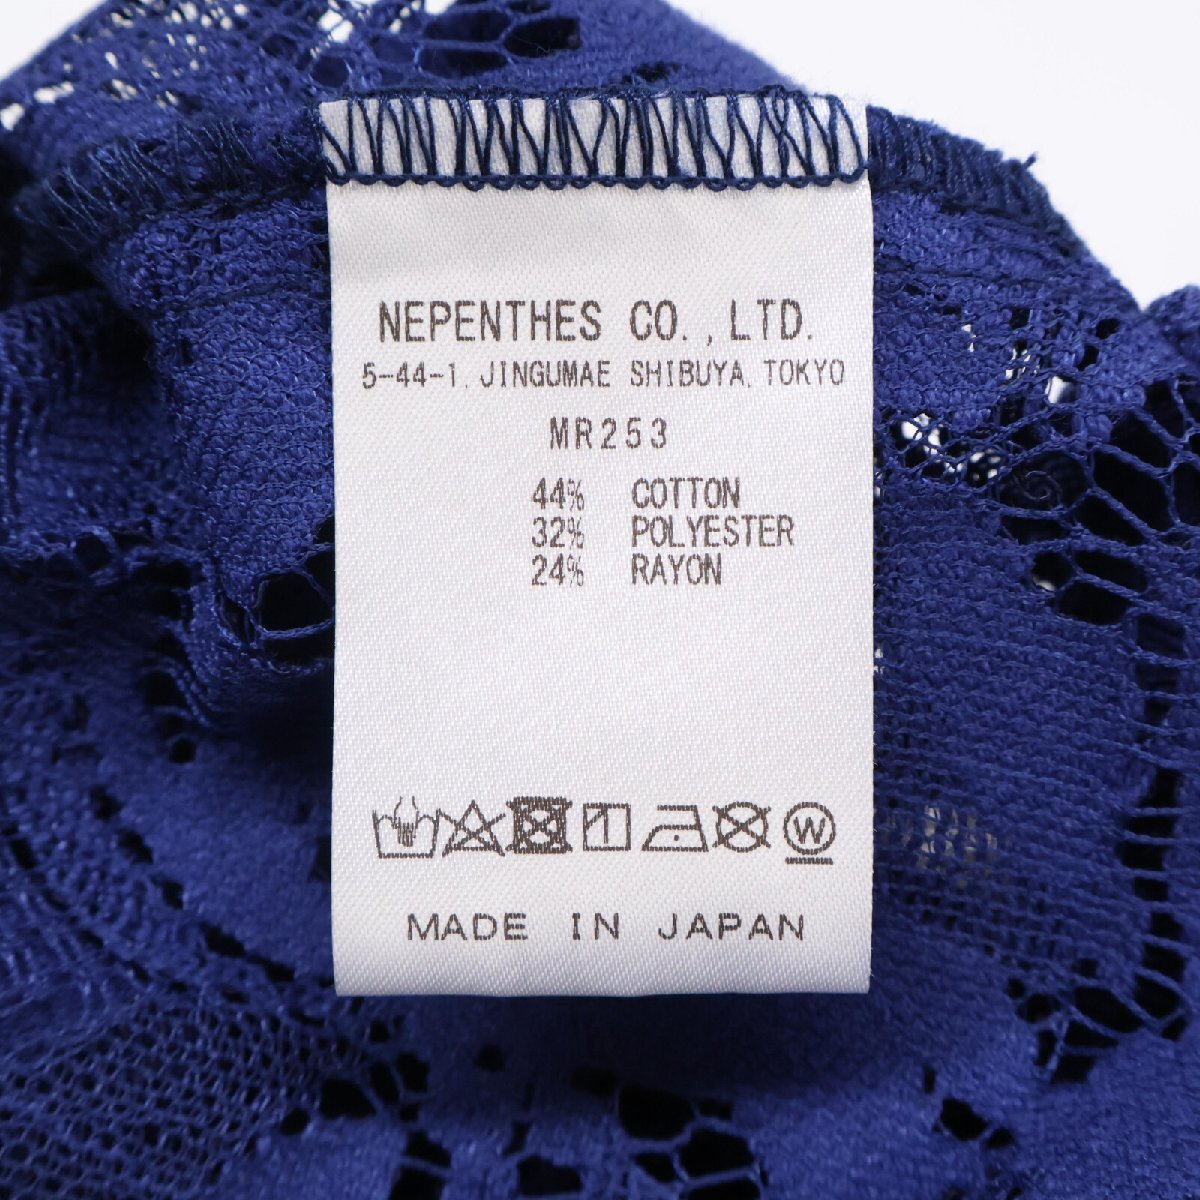 NEPENTHES CO.,LTD.
5-44-1. JINGUMAE SHIBUYA. TOKYO
MR253
44% COTTON
32% POLYESTER
24% RAYON
W
MADE IN JAPAN